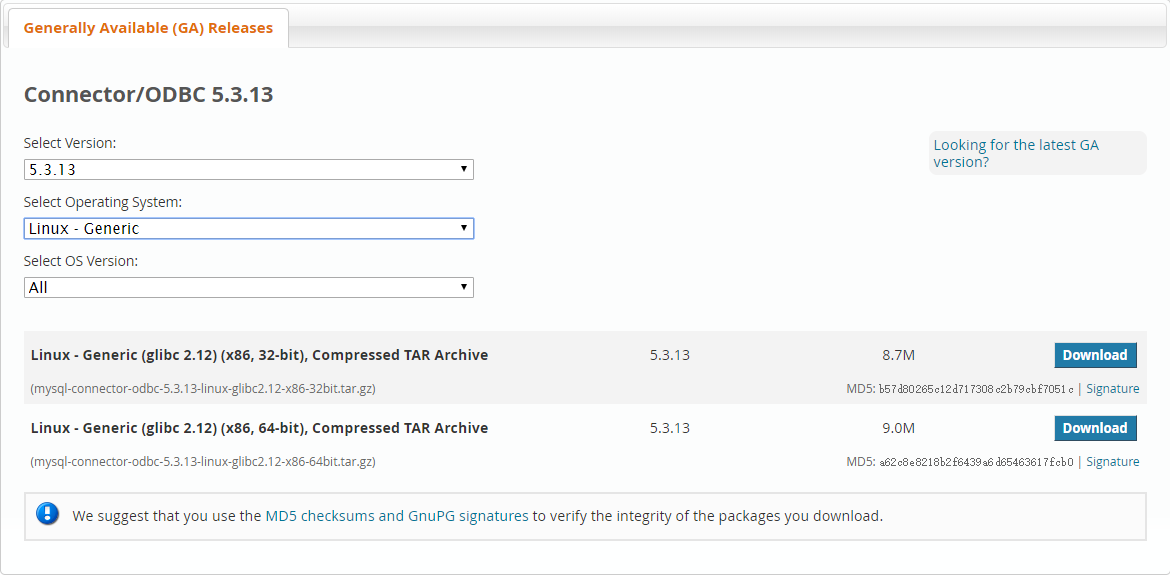 Generally Available (GA) Releases
Connector/ODBC 5.3.13
Select Version:
5.3.13
Looking for the latest GA
version?
Select Operating System:
Linux - Generic
Select OS Version:
All
Linux - Generic (glibc 2.12) (x86, 32-bit), Compressed TAR Archive 5.3.13 8.7M Download
(mysql-connector-odbc-5.3.13-linux-glibc2.12-x86-32bit.tar.gz) MD5: b57d80265c12d717308c2b79cbf7051c | Signature
Linux - Generic (glibc 2.12) (x86, 64-bit), Compressed TAR Archive 5.3.13 9.0M Download
(mysql-connector-odbc-5.3.13-linux-glibc2.12-x86-64bit.tar.gz) MD5: a62c8e8218b2f6439a6d65463617fcb0 | Signature
We suggest that you use the MD5 checksums and GnuPG signatures to verify the integrity of the packages you download.